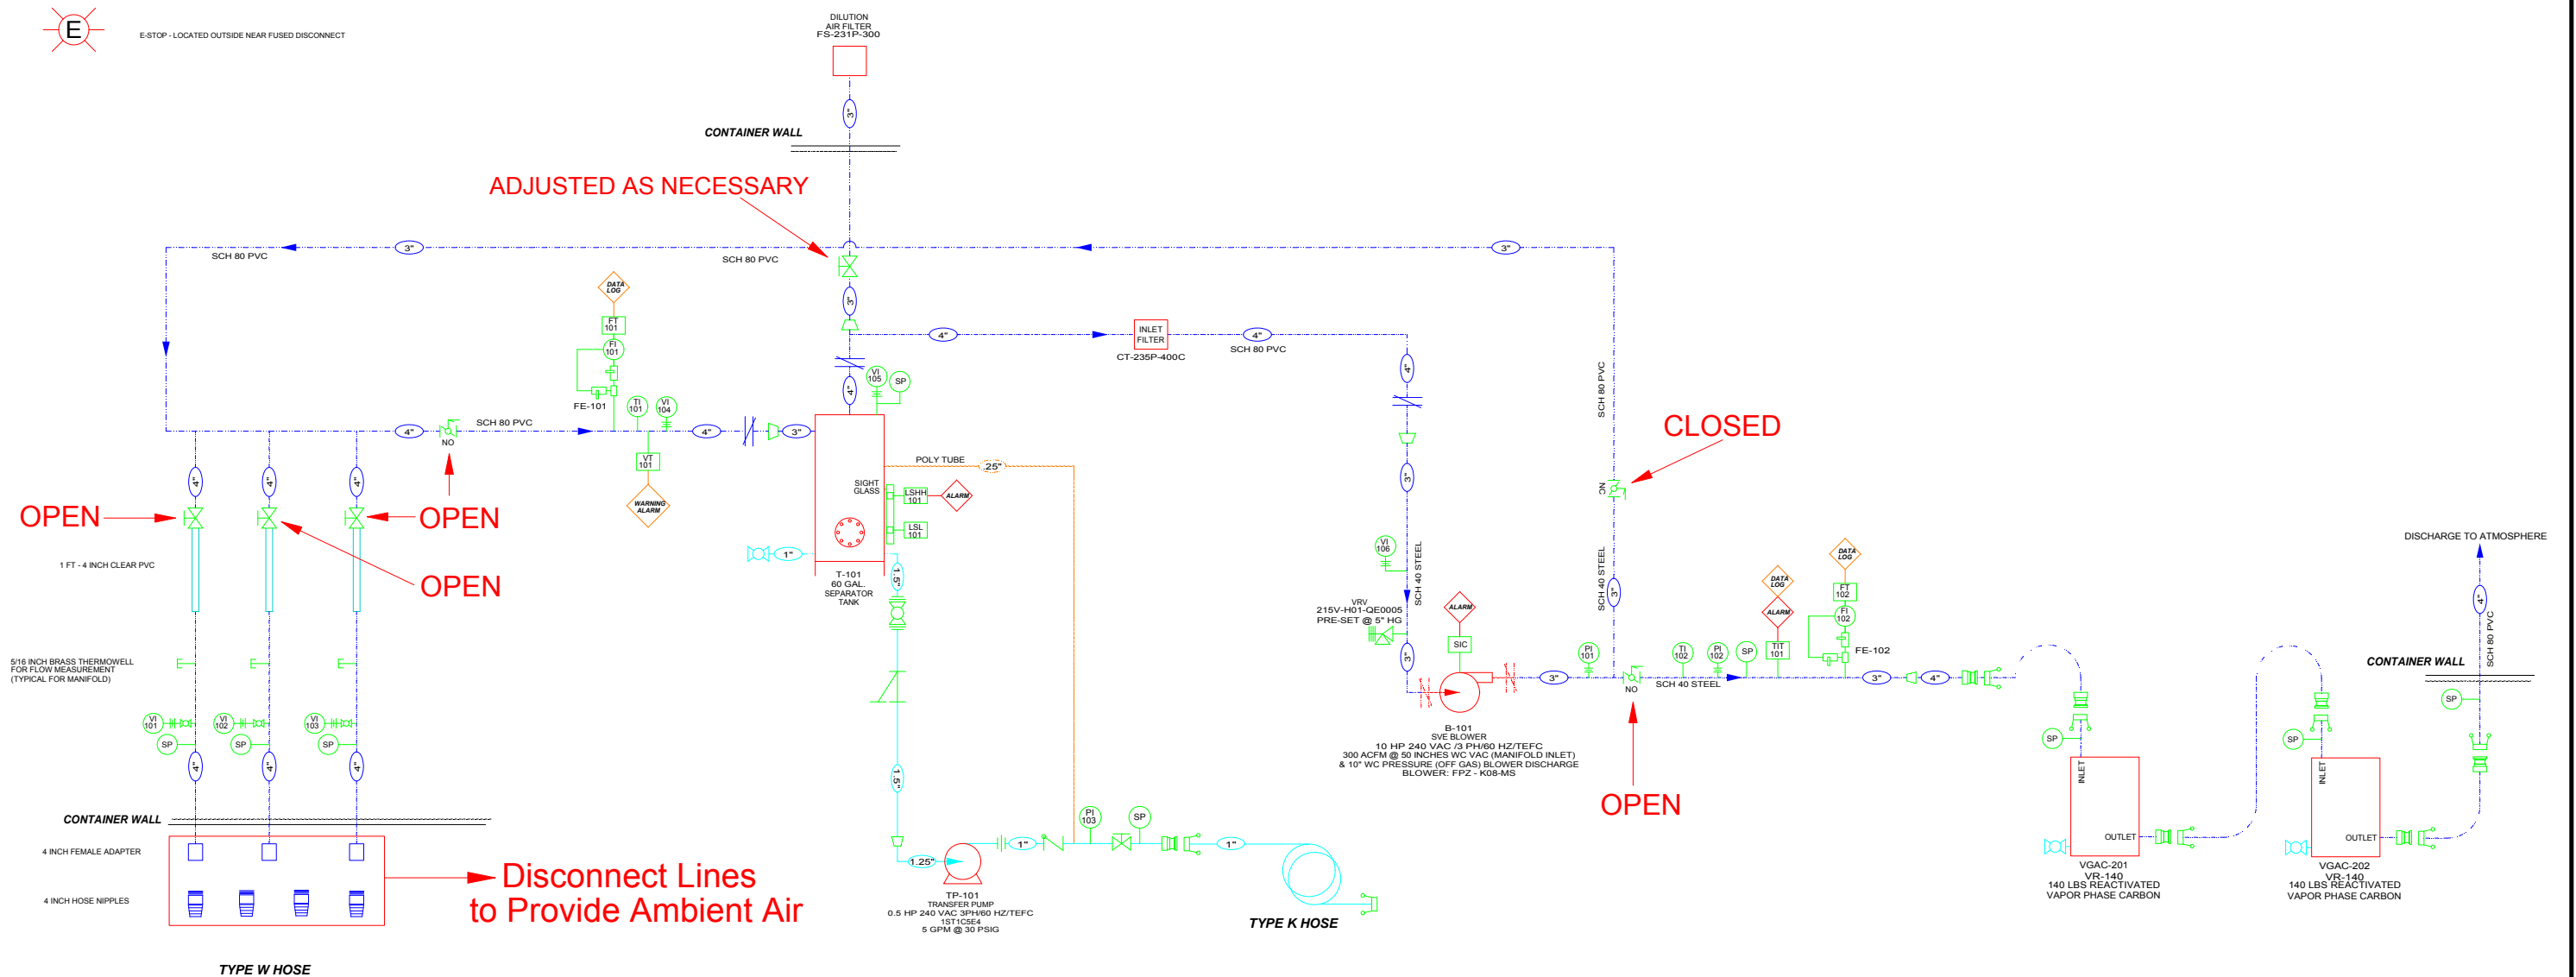 E
E-STOP - LOCATED OUTSIDE NEAR FUSED DISCONNECT
DILUTION
AIR FILTER
FS-231P-300
3"
CONTAINER WALL
ADJUSTED AS NECESSARY
3"
3"
SCH 80 PVC
SCH 80 PVC
3"
4"
INLET
FILTER
CT-235P-400C
4"
SCH 80 PVC
DATA
LOG
FT
101
FI
101
FE-101
TI
101
VI
104
4"
NO
SCH 80 PVC
4"
3"
VT
101
WARNING
ALARM
4"
VI
105
SP
POLY TUBE
.25"
SIGHT
GLASS
LSHH
101
ALARM
LSL
101
1"
T-101
60 GAL.
SEPARATOR
TANK
1.5"
1.5"
1.25"
TP-101
TRANSFER PUMP
0.5 HP 240 VAC 3PH/60 HZ/TEFC
1ST1C5E4
5 GPM @ 30 PSIG
1"
PI
103
SP
1"
TYPE K HOSE
4"
4"
4"
OPEN
OPEN
OPEN
OPEN
1 FT - 4 INCH CLEAR PVC
5/16 INCH BRASS THERMOWELL
FOR FLOW MEASUREMENT
(TYPICAL FOR MANIFOLD)
VI
101
VI
102
VI
103
SP
SP
SP
4"
4"
4"
CONTAINER WALL
4 INCH FEMALE ADAPTER
4 INCH HOSE NIPPLES
Disconnect Lines
to Provide Ambient Air
TYPE W HOSE
4"
3"
VI
106
SCH 40 STEEL
VRV
215V-H01-QE0005
PRE-SET @ 5" HG
3"
ALARM
SIC
B-101
SVE BLOWER
10 HP 240 VAC /3 PH/60 HZ/TEFC
300 ACFM @ 50 INCHES WC VAC (MANIFOLD INLET)
& 10" WC PRESSURE (OFF GAS) BLOWER DISCHARGE
BLOWER: FPZ - K08-MS
SCH 80 PVC
CLOSED
NC
SCH 40 STEEL
3"
3"
PI
101
NO
SCH 40 STEEL
OPEN
TI
102
PI
102
SP
DATA
LOG
ALARM
TIT
101
DATA
LOG
FT
102
FI
102
FE-102
3"
4"
SP
INLET
OUTLET
VGAC-201
VR-140
140 LBS REACTIVATED
VAPOR PHASE CARBON
SP
INLET
OUTLET
VGAC-202
VR-140
140 LBS REACTIVATED
VAPOR PHASE CARBON
DISCHARGE TO ATMOSPHERE
4"
SCH 80 PVC
CONTAINER WALL
SP